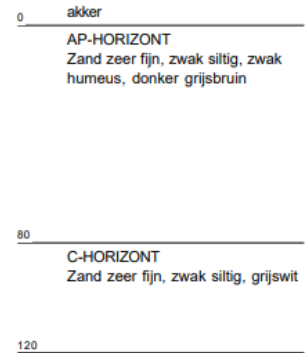 0 akker
AP-HORIZONT
Zand zeer fijn, zwak siltig, zwak
humeus, donker grijsbruin
80
C-HORIZONT
Zand zeer fijn, zwak siltig, grijswit
120